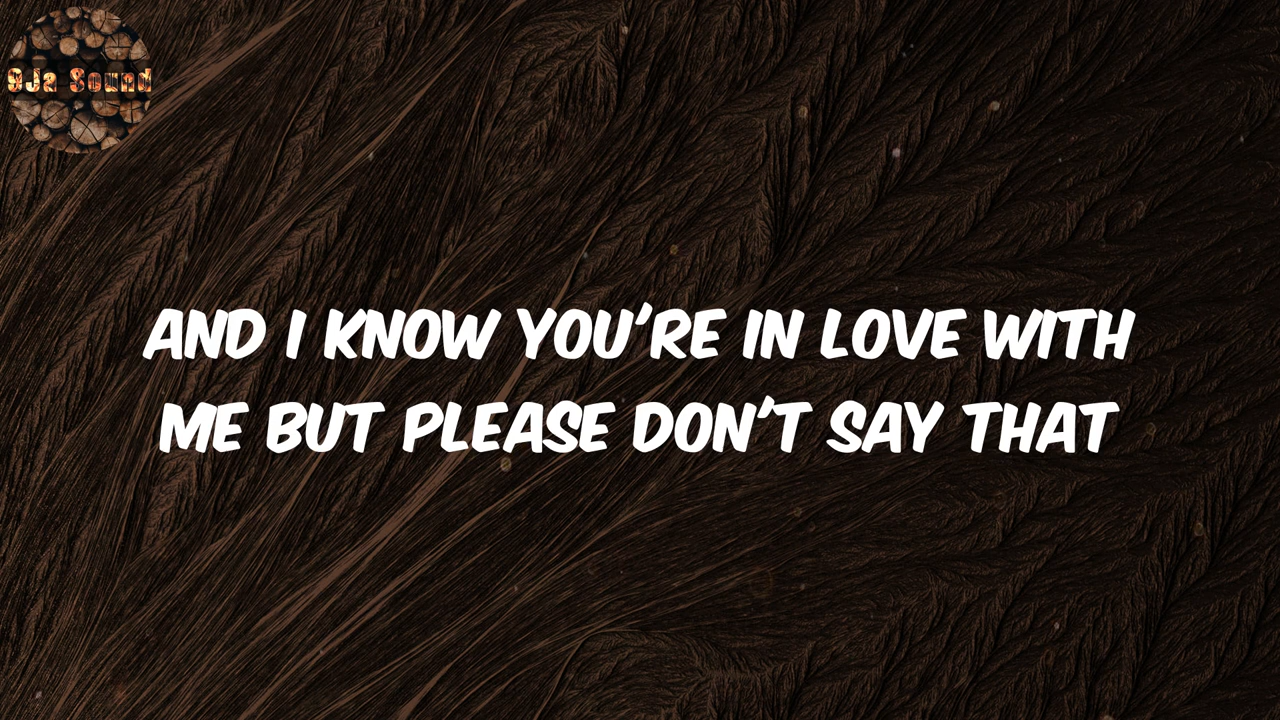 9Ja Sound
AND I KNOW YOU'RE IN LOVE WITH
ME BUT PLEASE DON'T SAY THAT